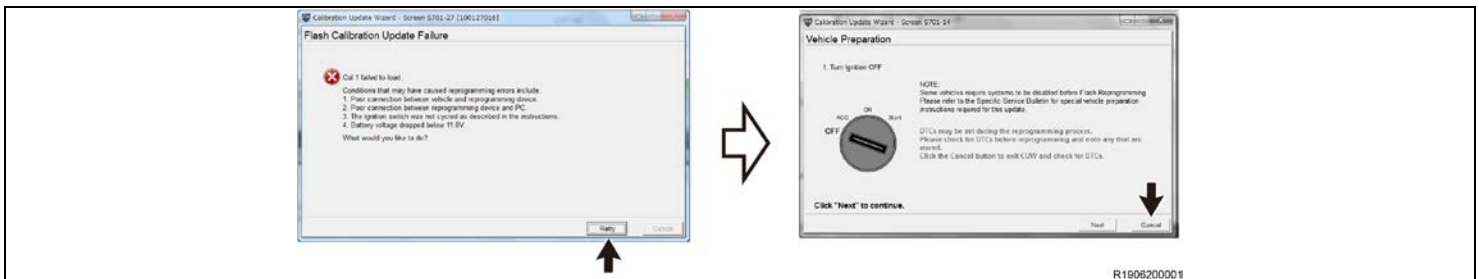 Calibration Update Wizard - Screen S701-27 [100127016]
Flash Calibration Update Failure
Cal 1 failed to load.
Conditions that may have caused reprogramming errors include.
1. Poor connection between vehicle and reprogramming device.
2. Poor connection between reprogramming device and PC.
3. The ignition switch was not cycled as described in the instructions.
4. Battery voltage dropped below 11.8V.
What would you like to do?
Retry
Cancel
Calibration Update Wizard - Screen S701-14
Vehicle Preparation
1. Turn Ignition OFF
NOTE:
Some vehicles require systems to be disabled before Flash Reprogramming
Please refer to the Specific Service Bulletin for special vehicle preparation
instructions required for this update.
ON
ACC
Start
OFF
DTCs may be set during the reprogramming process.
Please check for DTCs before reprogramming and note any that are
stored.
Click the Cancel button to exit CUW and check for DTCs.
Click "Next" to continue.
Next
Cancel
R1906200001